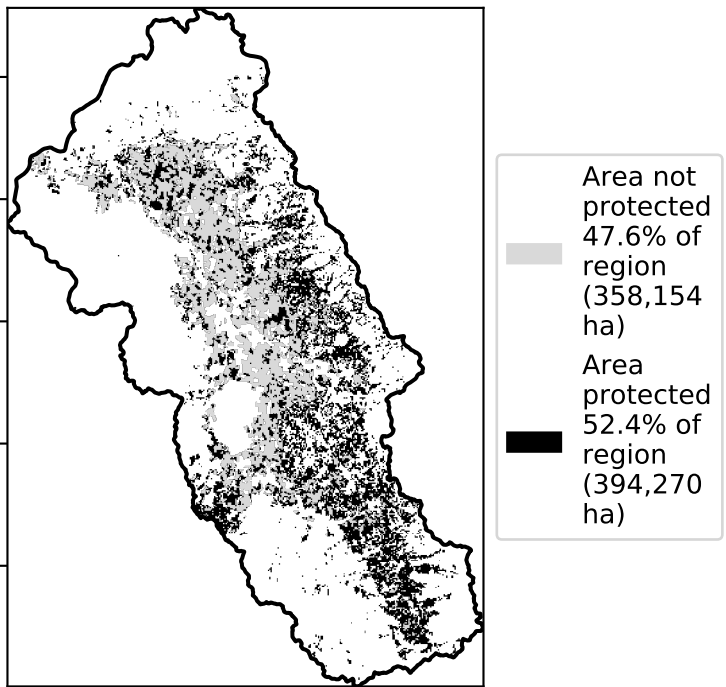 Area not
protected
47.6% of
region
(358,154
ha)
Area
protected
52.4% of
region
(394,270
ha)